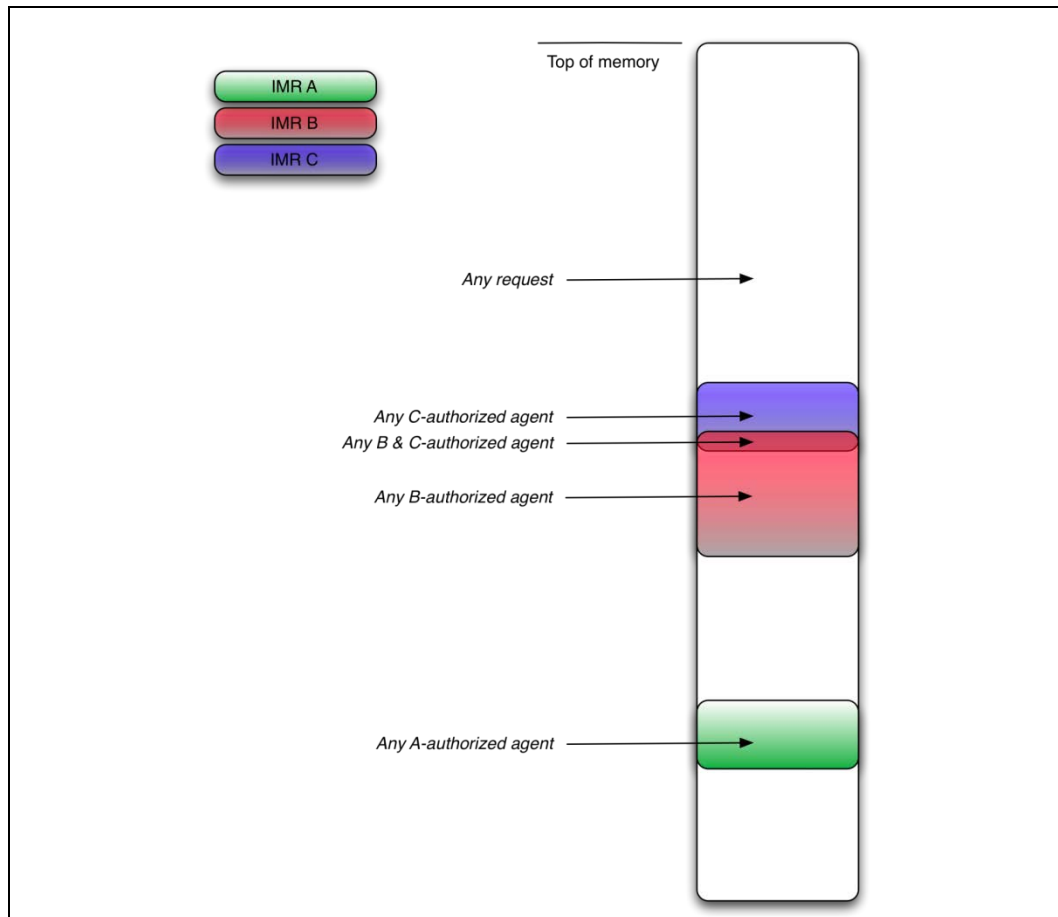 Top of memory
IMR A
IMR B
IMR C
Any request
Any C-authorized agent
Any B & C-authorized agent
Any B-authorized agent
Any A-authorized agent